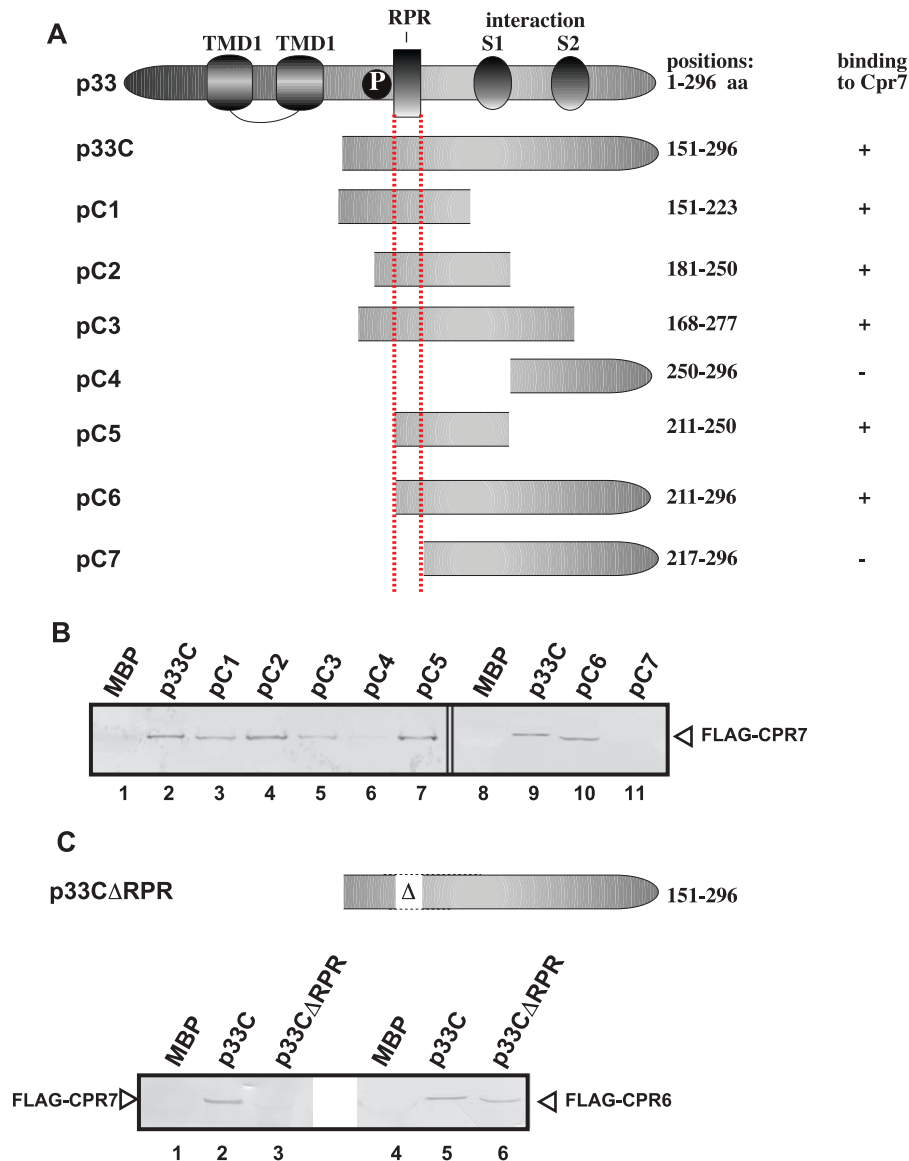 A
RPR
interaction
TMD1 TMD1 S1 S2
positions: binding
p33 P 1-296 aa to Cpr7
p33C 151-296 +
pC1 151-223 +
pC2 181-250 +
pC3 168-277 +
pC4 250-296 -
pC5 211-250 +
pC6 211-296 +
pC7 217-296 -
B
MBP p33C pC1 pC2 pC3 pC4 pC5 MBP p33C pC6 pC7
FLAG-CPR7
1 2 3 4 5 6 7 8 9 10 11
C
p33CΔRPR Δ 151-296
MBP p33C p33CΔRPR MBP p33C p33CΔRPR
FLAG-CPR7 FLAG-CPR6
1 2 3 4 5 6